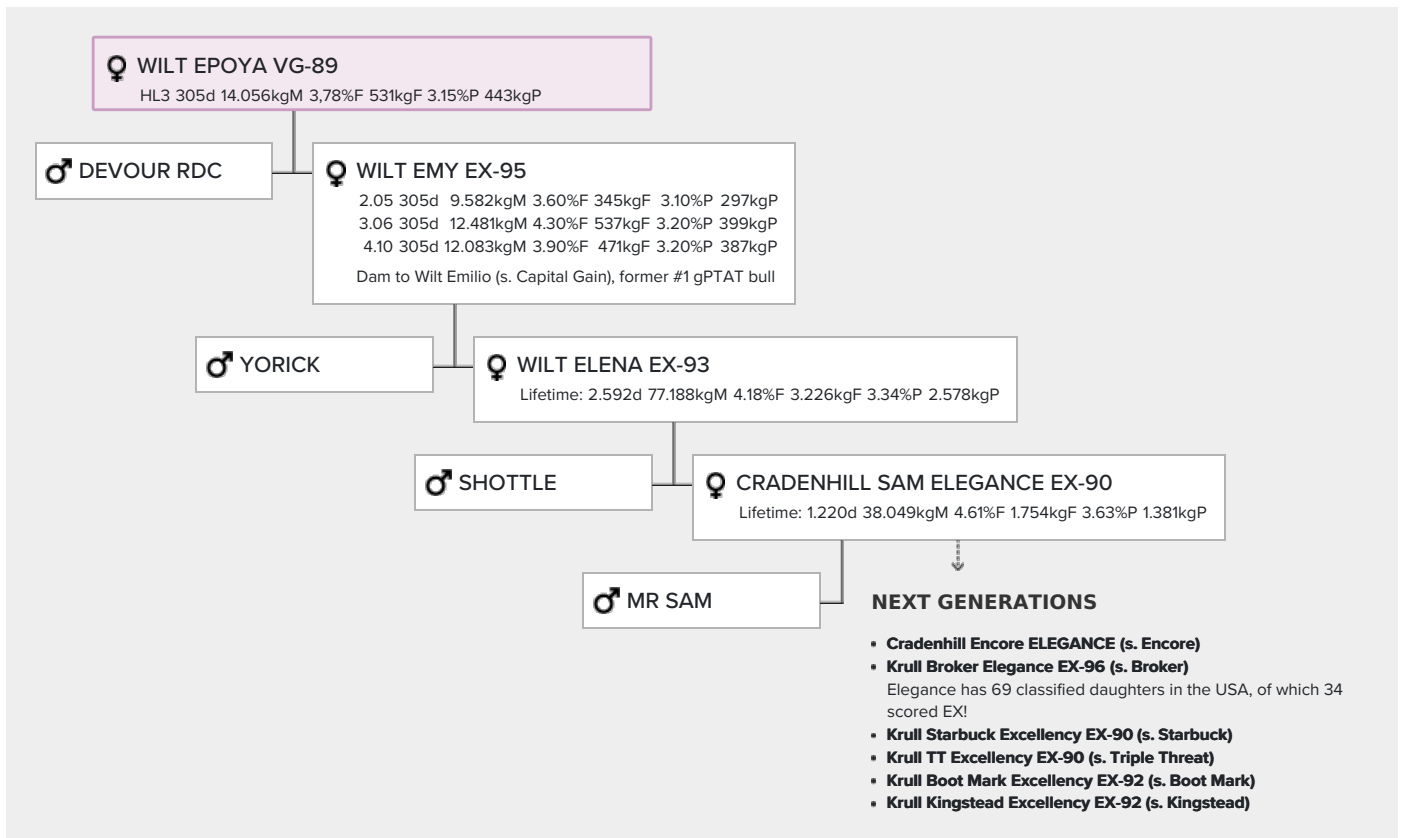 WILT EPOYA VG-89
HL3 305d 14.056kgM 3,78%F 531kgF 3.15%P 443kgP
DEVOUR RDC
WILT EMY EX-95
2.05 305d 9.582kgM 3.60%F 345kgF 3.10%P 297kgP
3.06 305d 12.481kgM 4.30%F 537kgF 3.20%P 399kgP
4.10 305d 12.083kgM 3.90%F 471kgF 3.20%P 387kgP
Dam to Wilt Emilio (s. Capital Gain), former #1 gPTAT bull
YORICK
WILT ELENA EX-93
Lifetime: 2.592d 77.188kgM 4.18%F 3.226kgF 3.34%P 2.578kgP
SHOTTLE
CRADENHILL SAM ELEGANCE EX-90
Lifetime: 1.220d 38.049kgM 4.61%F 1.754kgF 3.63%P 1.381kgP
MR SAM
NEXT GENERATIONS
• Cradenhill Encore ELEGANCE (s. Encore)
• Krull Broker Elegance EX-96 (s. Broker)
Elegance has 69 classified daughters in the USA, of which 34
scored EX!
• Krull Starbuck Excellency EX-90 (s. Starbuck)
• Krull TT Excellency EX-90 (s. Triple Threat)
• Krull Boot Mark Excellency EX-92 (s. Boot Mark)
• Krull Kingstead Excellency EX-92 (s. Kingstead)